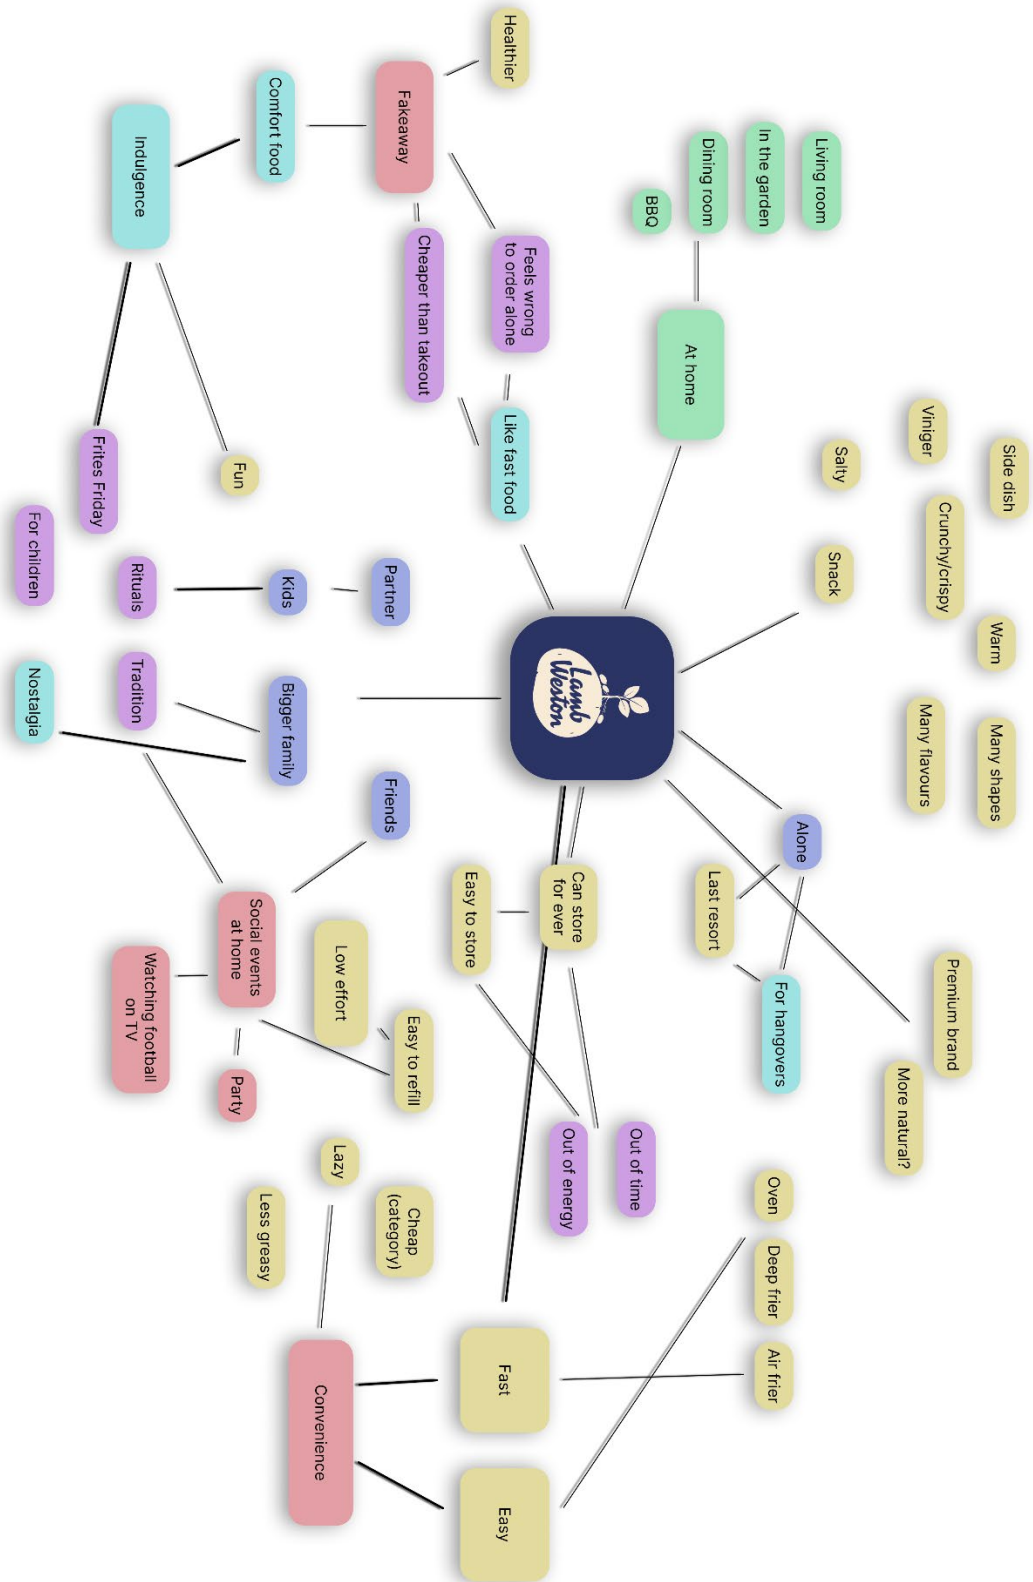 Side dish
Viniger
Crunchy/crispy
Warm
Many shapes
Many flavours
Salty
Snack
Living room
In the garden
Dining room
BBQ
At home
Healthier
Fakeaway
Feels wrong
to order alone
Cheaper than takeout
Like fast food
Comfort food
Indulgence
Fun
Frites Friday
For children
Lamb
Weston
Partner
Kids
Rituals
Bigger family
Tradition
Nostalgia
Friends
Social events
at home
Watching football
on TV
Party
Low effort
Easy to refill
Alone
Last resort
For hangovers
Premium brand
More natural?
Can store
for ever
Easy to store
Out of time
Out of energy
Oven
Deep frier
Air frier
Lazy
Cheap
(category)
Less greasy
Fast
Easy
Convenience